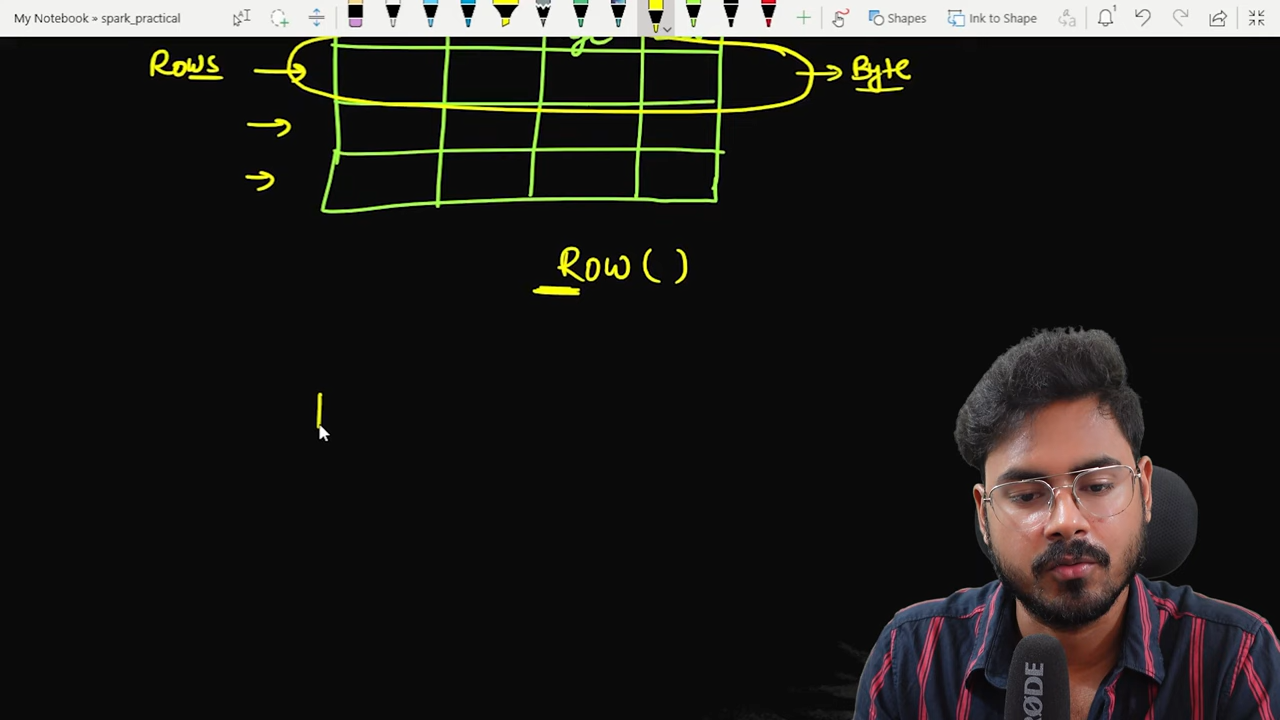 My Notebook » spark_practical
Shapes
Ink to Shape
Rows
Byte
Row ( )
RØDE